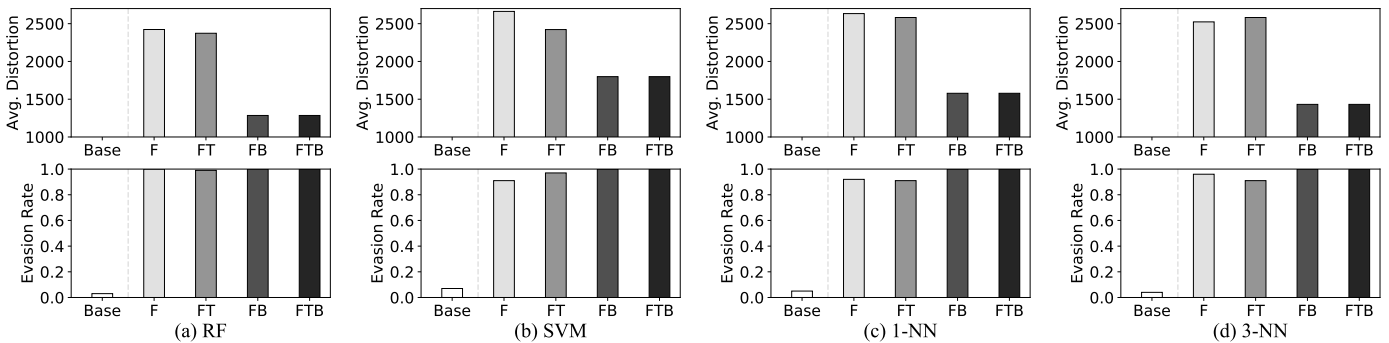 Avg. Distortion
2500
2000
1500
1000
Base F FT FB FTB
Avg. Distortion
2500
2000
1500
1000
Base F FT FB FTB
Avg. Distortion
2500
2000
1500
1000
Base F FT FB FTB
Avg. Distortion
2500
2000
1500
1000
Base F FT FB FTB
Evasion Rate
1.0
0.8
0.6
0.4
0.2
0.0
Base F FT FB FTB
(a) RF
Evasion Rate
1.0
0.8
0.6
0.4
0.2
0.0
Base F FT FB FTB
(b) SVM
Evasion Rate
1.0
0.8
0.6
0.4
0.2
0.0
Base F FT FB FTB
(c) 1-NN
Evasion Rate
1.0
0.8
0.6
0.4
0.2
0.0
Base F FT FB FTB
(d) 3-NN